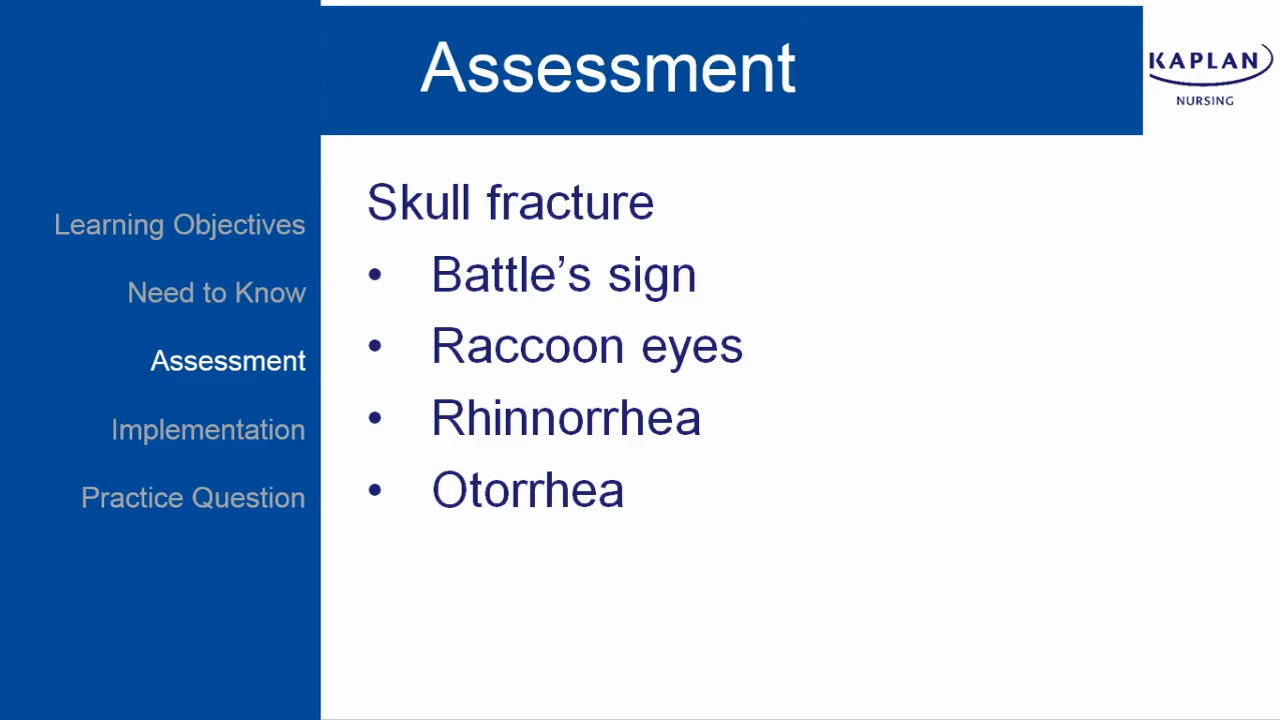 Assessment
KAPLAN
NURSING
Learning Objectives
Need to Know
Assessment
Implementation
Practice Question
Skull fracture
• Battle’s sign
• Raccoon eyes
• Rhinnorrhea
• Otorrhea